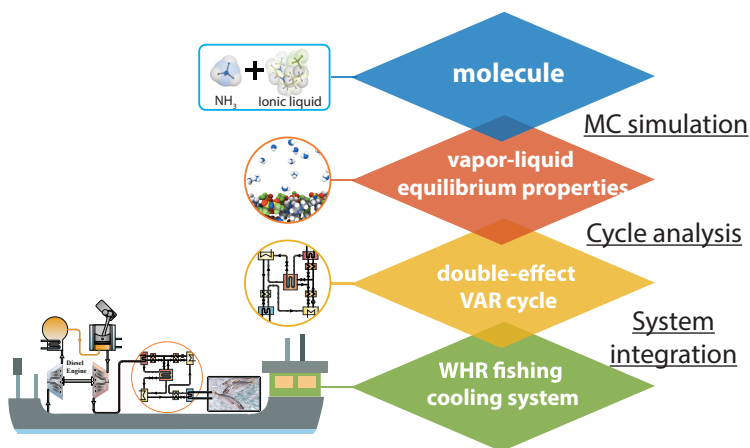 molecule
NH3
Ionic liquid
MC simulation
vapor-liquid
equilibrium properties
Cycle analysis
double-effect
VAR cycle
System
integration
Diesel
Engine
WHR fishing
cooling system